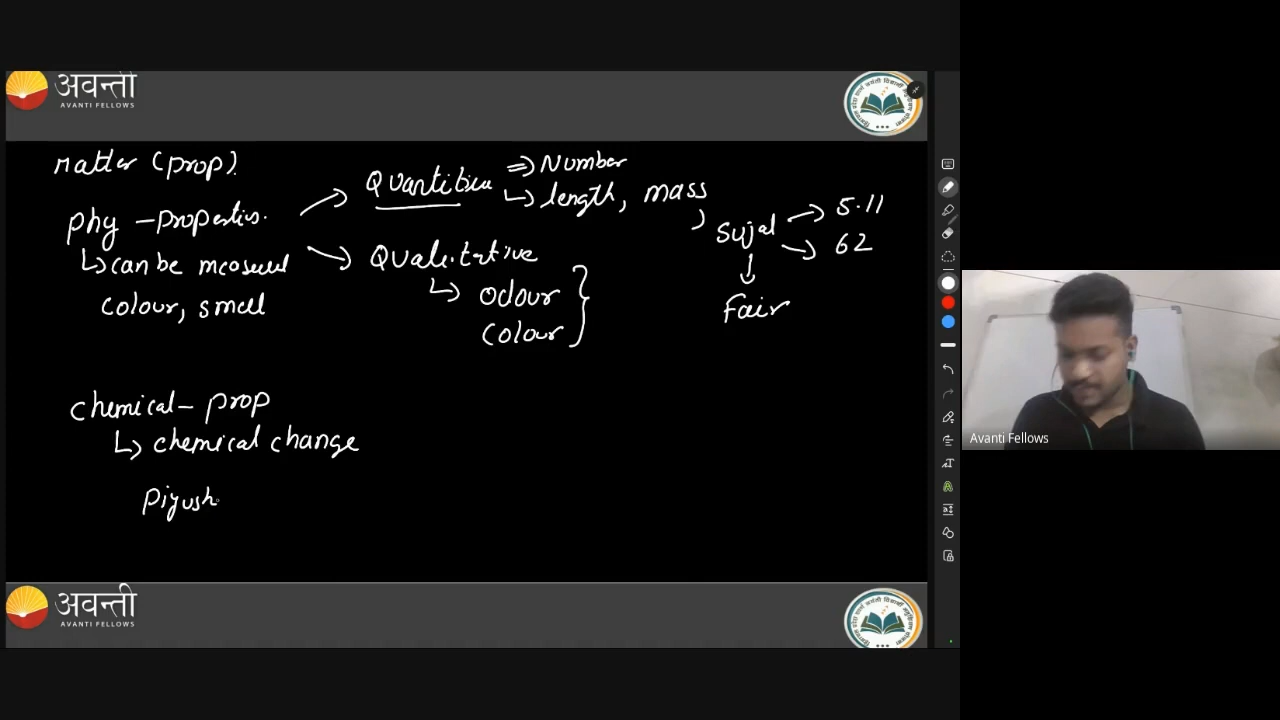 अवन्ती
AVANTI FELLOWS
Matter (prop).
phy - properties.
↳ can be measured
colour, smell
Quantitive
⇒ Number
↳ length, mass
Qualitative
↳ odour
colour
Sujal → 5.11
→ 62
Fair
chemical - prop
↳ chemical change
Piyush
Avanti Fellows
अवन्ती
AVANTI FELLOWS